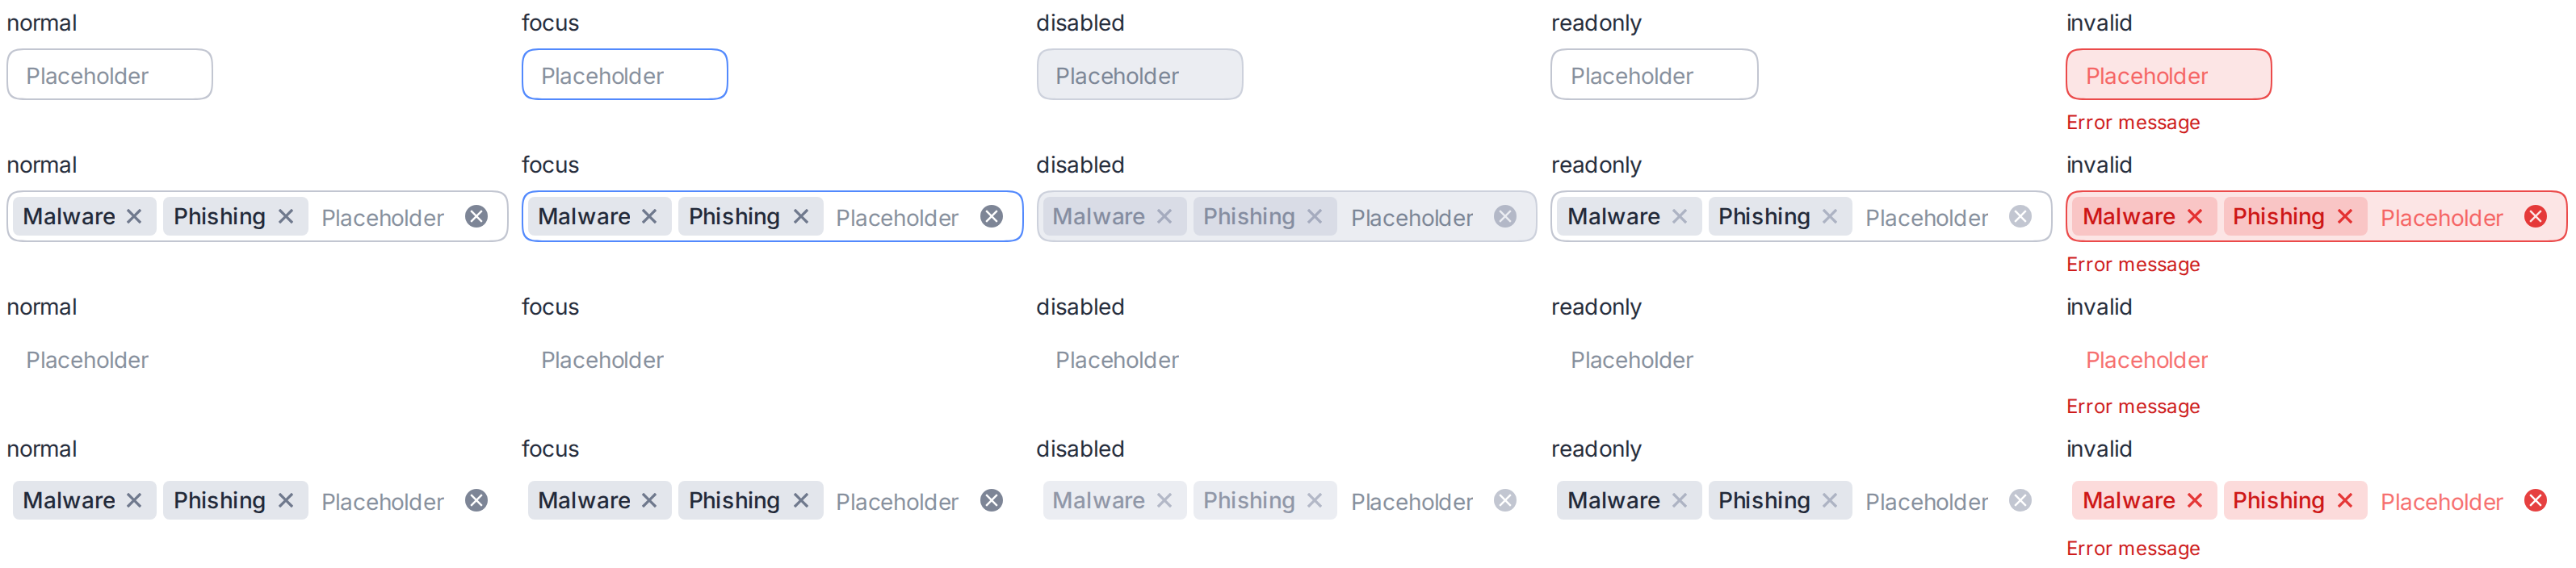 normal focus disabled readonly invalid
Placeholder Placeholder Placeholder Placeholder Placeholder
Error message
normal focus disabled readonly invalid
Malware Phishing Placeholder Malware Phishing Placeholder Malware Phishing Placeholder Malware Phishing Placeholder Malware Phishing Placeholder
Error message
normal focus disabled readonly invalid
Placeholder Placeholder Placeholder Placeholder Placeholder
Error message
normal focus disabled readonly invalid
Malware Phishing Placeholder Malware Phishing Placeholder Malware Phishing Placeholder Malware Phishing Placeholder Malware Phishing Placeholder
Error message